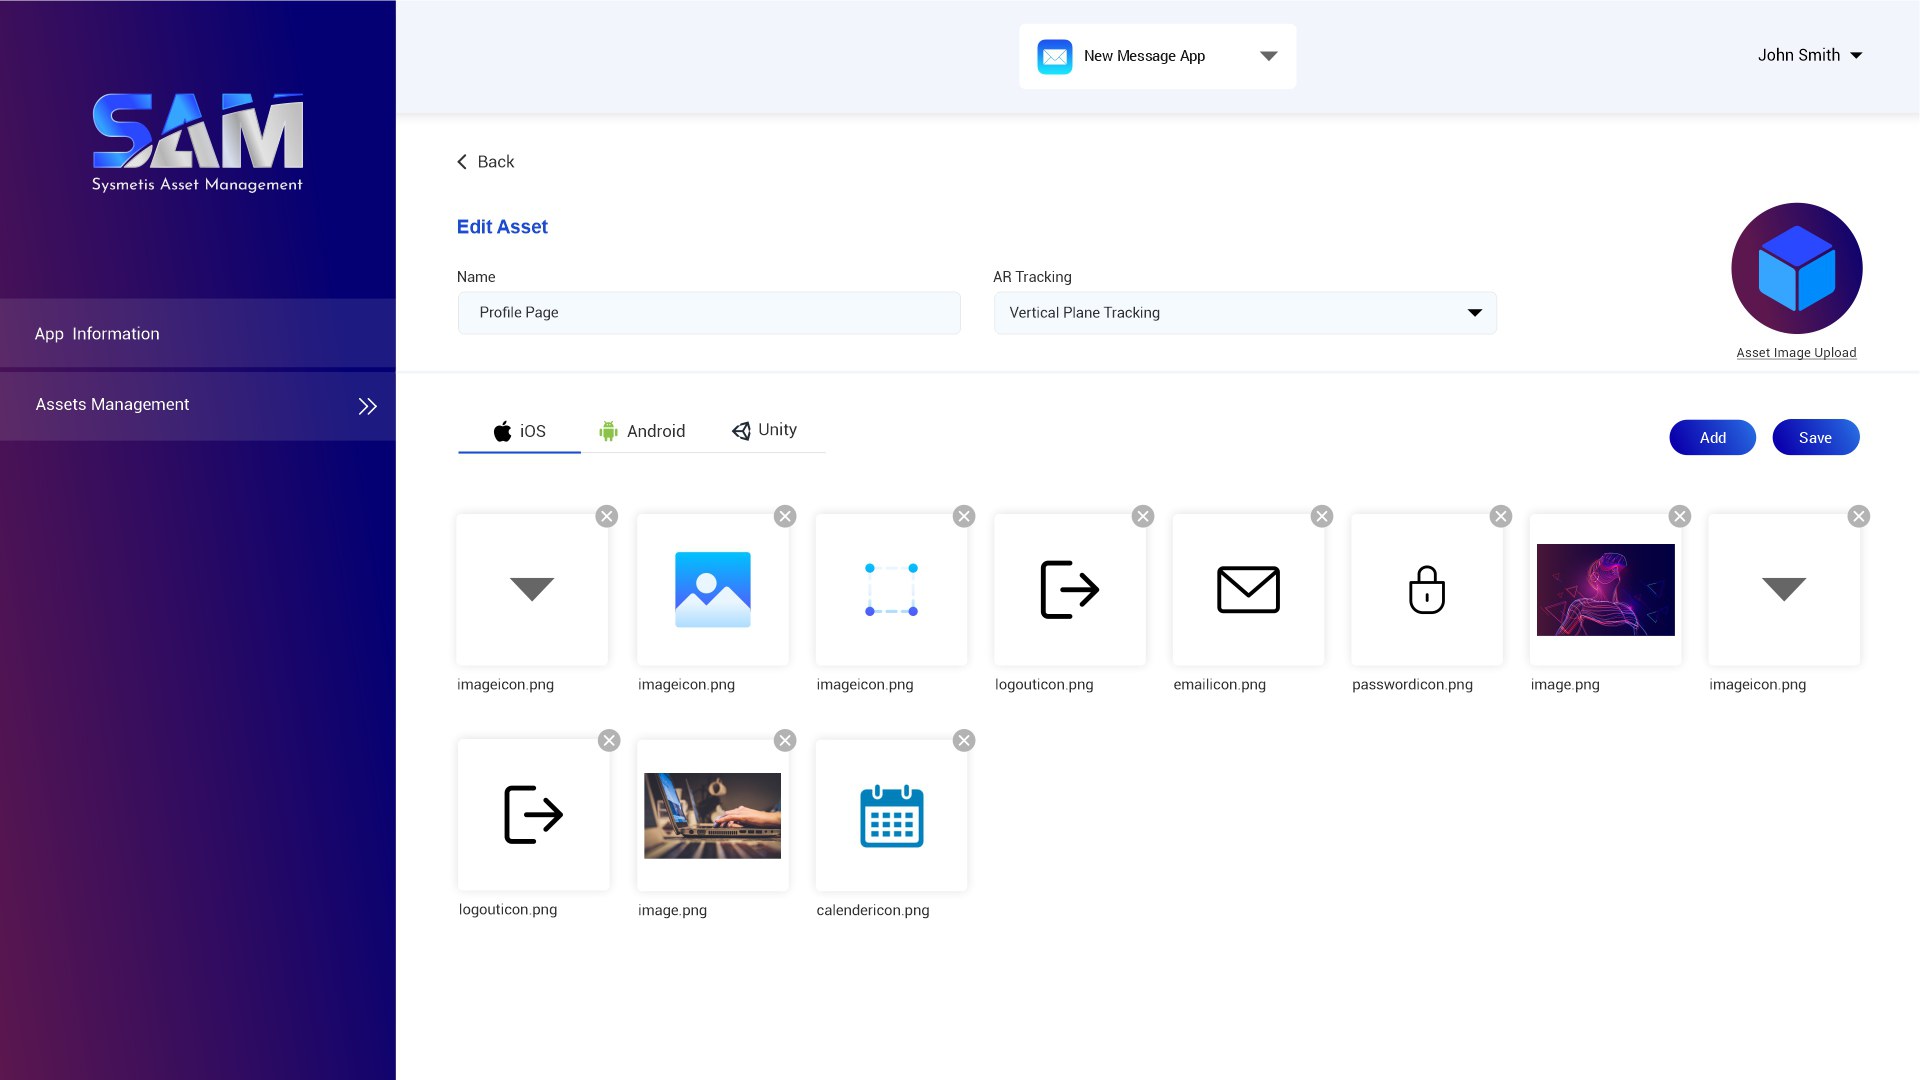 SAM
Sysmetis Asset Management
App Information
Assets Management
New Message App
John Smith
Back
Edit Asset
Name
AR Tracking
Profile Page
Vertical Plane Tracking
Asset Image Upload
iOS
Android
Unity
Add
Save
imageicon.png
imageicon.png
imageicon.png
logouticon.png
emailicon.png
passwordicon.png
image.png
imageicon.png
logouticon.png
image.png
calendericon.png